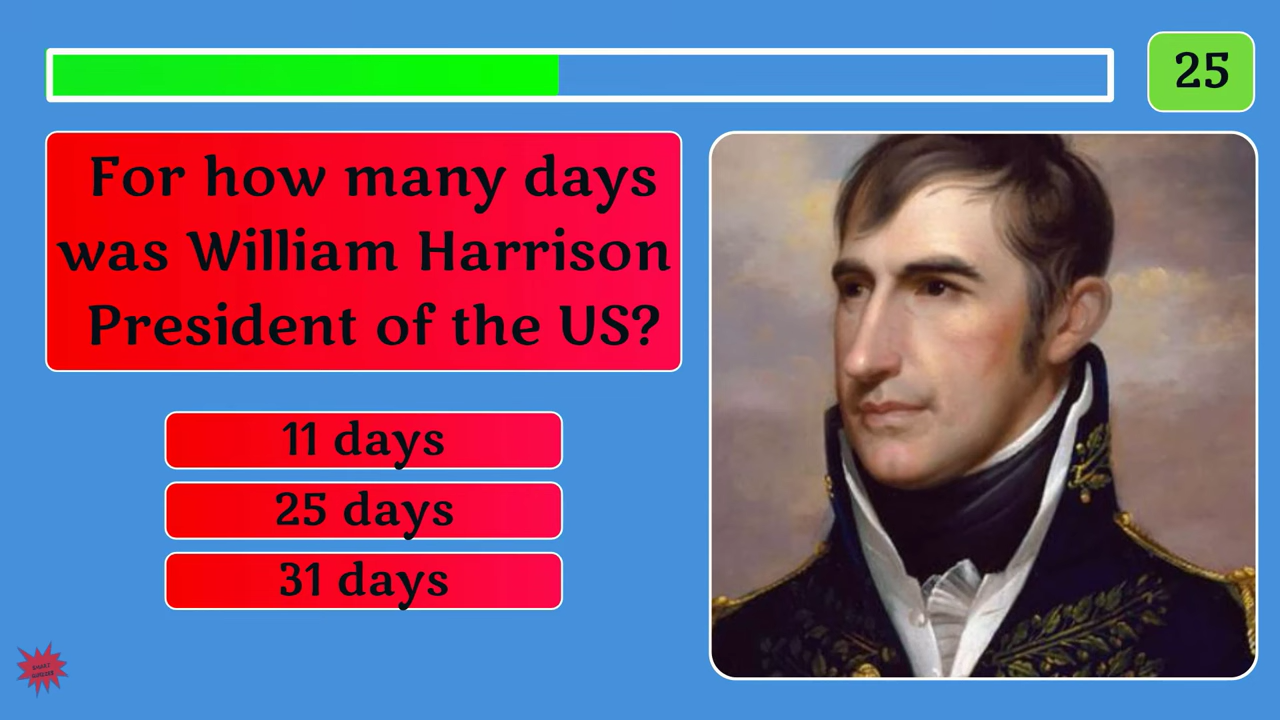 25
For how many days
was William Harrison
President of the US?
11 days
25 days
31 days